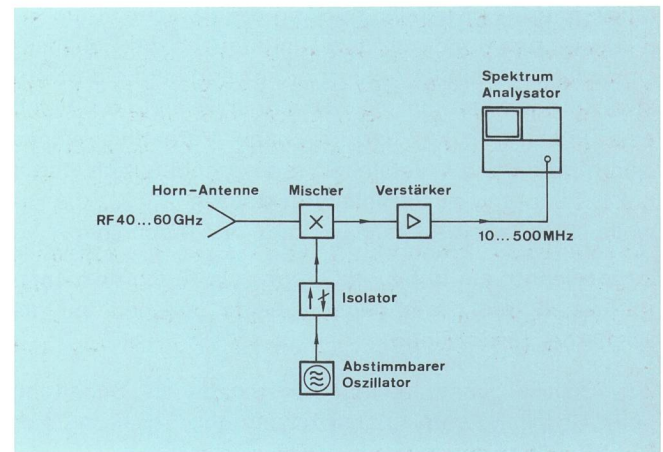 Spektrum
Analysator
Horn-Antenne
Mischer
Verstärker
RF 40...60 GHz
10...500 MHz
Isolator
Abstimmbarer
Oszillator